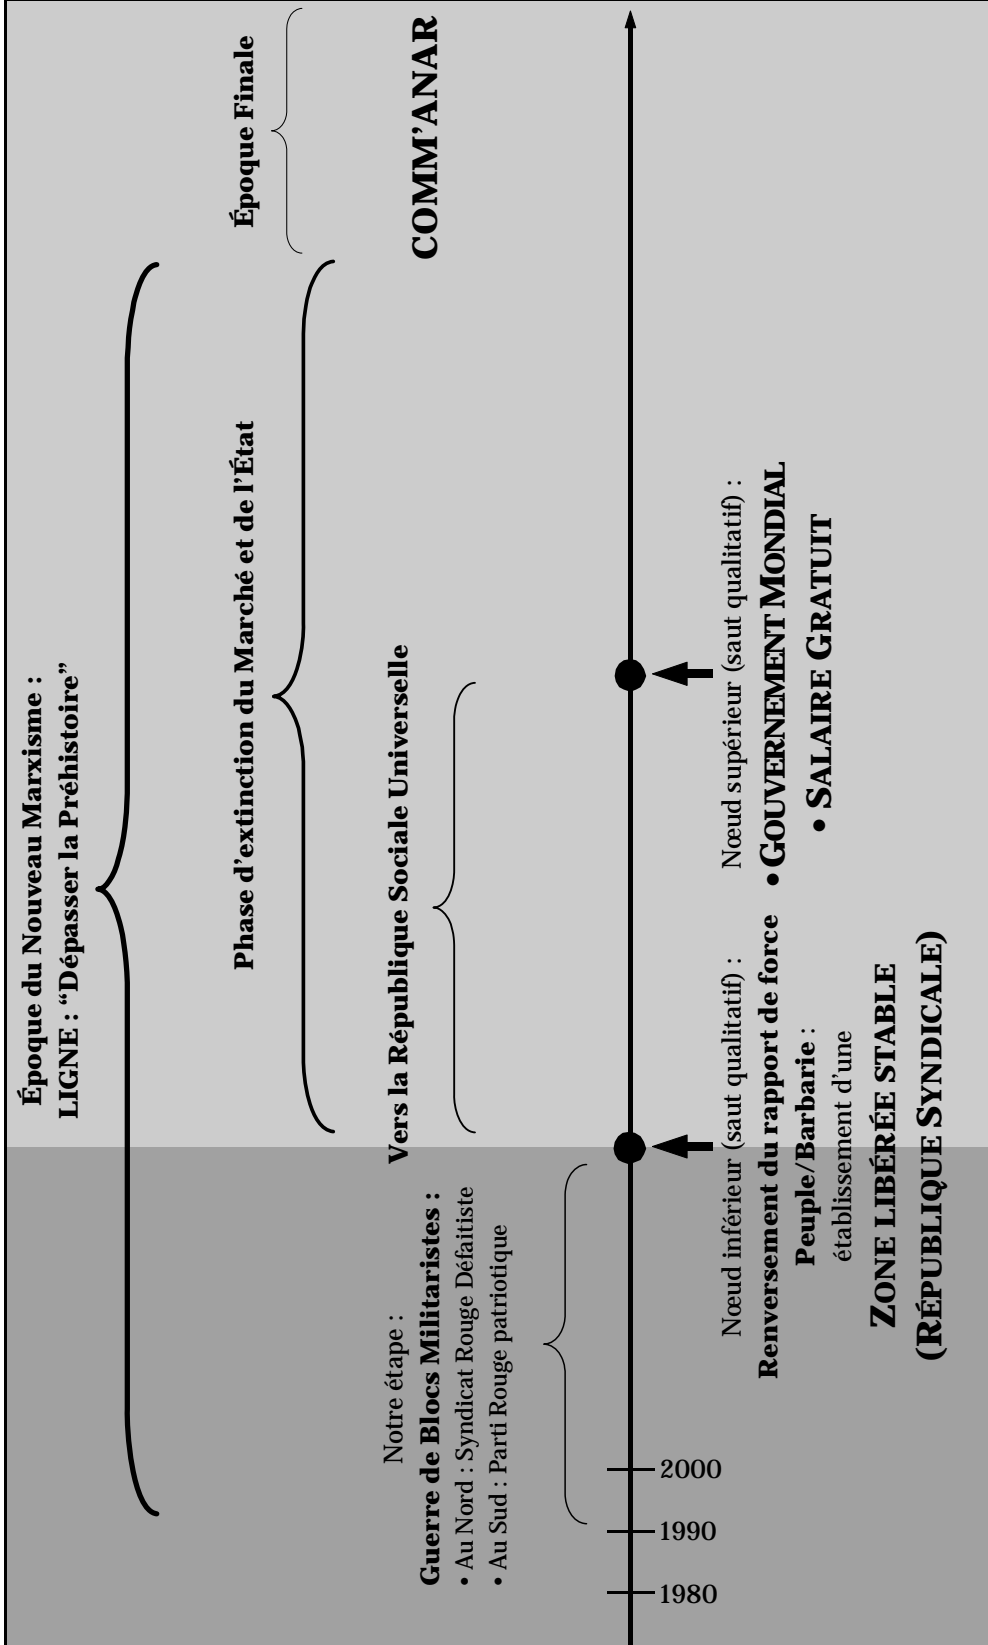 Époque du Nouveau Marxisme :
LIGNE : “Dépasser la Préhistoire”
Phase d’extinction du Marché et de l’État
Époque Finale
Notre étape :
Guerre de Blocs Militaristes :
• Au Nord : Syndicat Rouge Défaitiste
• Au Sud : Parti Rouge patriotique
Vers la République Sociale Universelle
COMM’ANAR
1980
1990
2000
Nœud inférieur (saut qualitatif) :
Renversement du rapport de force
Peuple/Barbarie :
établissement d’une
ZONE LIBÉRÉE STABLE
(RÉPUBLIQUE SYNDICALE)
Nœud supérieur (saut qualitatif) :
• GOUVERNEMENT MONDIAL
• SALAIRE GRATUIT